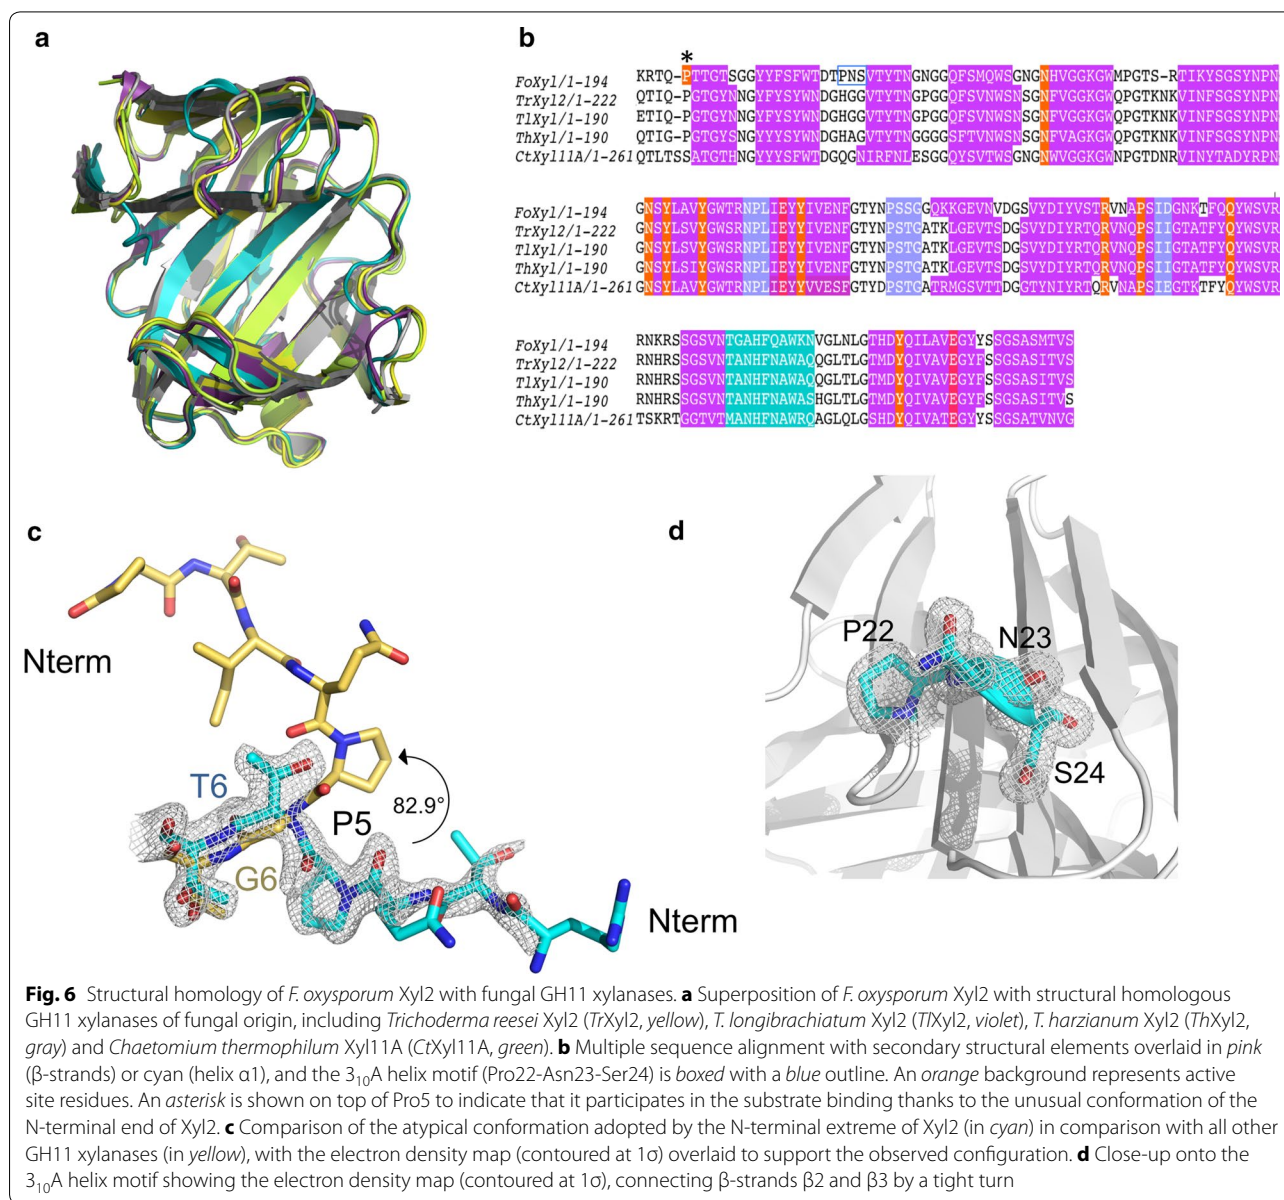 a
b
*
FoXyl/1-194 KRTQ-PTTGTSGGYYFSFWTDTPNSVTYTNGNGGQFSMQWSGNGNHVGGKGWMPGTS-RTIKYSGSYNPN
TrXyl2/1-222 QTIQ-PGTGYNNGYFYSYWNDGHGGVTYTNGPGGQFSVNWSNSGNFVGGKGWQPGTKNKVINFSGSYNPN
TlXyl/1-190 ETIQ-PGTGYNNGYFYSYWNDGHGGVTYTNGPGGQFSVNWSNSGNFVGGKGWQPGTKNKVINFSGSYNPN
ThXyl/1-190 QTIG-PGTGYSNGYYYSYWNDGHAGVTYTNGGGGSFTVNWSNSGNFVAGKGWQPGTKNKVINFSGSYNPN
CtXyl11A/1-261 QTLTSSATGTHNGYYYSFWTDGQGNIRFNLESGGQYSVTWSGNGNWVGGKGWNPGTDNRVINYTADYRPN
FoXyl/1-194 GNSYLAVYGWTRNPLIEYYIVENFGTYNPSSGGQKKGEVNVDGSVYDIYVSTRVNAPSIDGNKTFQQYWSVR
TrXyl2/1-222 GNSYLSVYGWSRNPLIEYYIVENFGTYNPSTGATKLGEVTSDGSVYDIYRTQRVNQPSIIGTATFYQYWSVR
TlXyl/1-190 GNSYLSVYGWSRNPLIEYYIVENFGTYNPSTGATKLGEVTSDGSVYDIYRTQRVNQPSIIGTATFYQYWSVR
ThXyl/1-190 GNSYLSIYGWSRNPLIEYYIVENFGTYNPSTGATKLGEVTSDGSVYDIYRTQRVNQPSIIGTATFYQYWSVR
CtXyl11A/1-261 GNSYLAVYGWTRNPLIEYYVVESFGTYDPSTGATRMGSVTTDGGTYNIYRTQRVNAPSIEGTKTFYQYWSVR
FoXyl/1-194 RNKRSSGSVNTGAHFQAWKNVGLNLGTHDYQILAVEGYYSSGSASMTVS
TrXyl2/1-222 RNHRSSGSVNTANHFNAWAQQGLTLGTMDYQIVAVEGYFSSGSASITVS
TlXyl/1-190 RNHRSSGSVNTANHFNAWAQQGLTLGTMDYQIVAVEGYFSSGSASITVS
ThXyl/1-190 RNHRSSGSVNTANHFNAWASHGLTLGTMDYQIVAVEGYFSSGSASITVS
CtXyl11A/1-261 TSKRTGGTVTMANHFNAWRQAGLQLGSHDYQIVATEGYYSSGSATVNVG
c
Nterm
T6
G6
P5
82.9°
Nterm
d
P22
N23
S24
Fig. 6 Structural homology of F. oxysporum Xyl2 with fungal GH11 xylanases. a Superposition of F. oxysporum Xyl2 with structural homologous
GH11 xylanases of fungal origin, including Trichoderma reesei Xyl2 (TrXyl2, yellow), T. longibrachiatum Xyl2 (TlXyl2, violet), T. harzianum Xyl2 (ThXyl2,
gray) and Chaetomium thermophilum Xyl11A (CtXyl11A, green). b Multiple sequence alignment with secondary structural elements overlaid in pink
(β-strands) or cyan (helix α1), and the 3₁₀A helix motif (Pro22-Asn23-Ser24) is boxed with a blue outline. An orange background represents active
site residues. An asterisk is shown on top of Pro5 to indicate that it participates in the substrate binding thanks to the unusual conformation of the
N-terminal end of Xyl2. c Comparison of the atypical conformation adopted by the N-terminal extreme of Xyl2 (in cyan) in comparison with all other
GH11 xylanases (in yellow), with the electron density map (contoured at 1σ) overlaid to support the observed configuration. d Close-up onto the
3₁₀A helix motif showing the electron density map (contoured at 1σ), connecting β-strands β2 and β3 by a tight turn